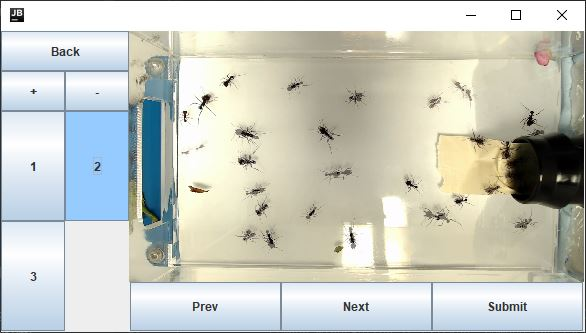 JB
Back
+ -
1 2
3
Prev Next Submit